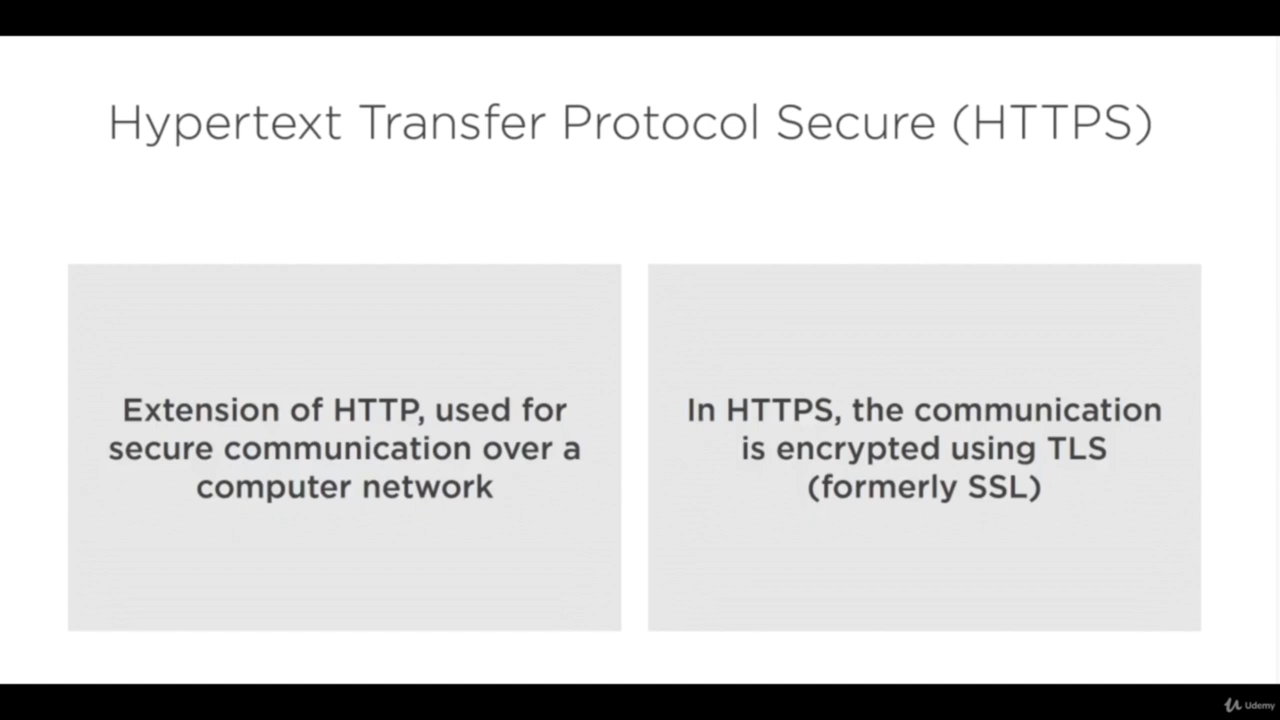 Hypertext Transfer Protocol Secure (HTTPS)
Extension of HTTP, used for
secure communication over a
computer network
In HTTPS, the communication
is encrypted using TLS
(formerly SSL)
Udemy